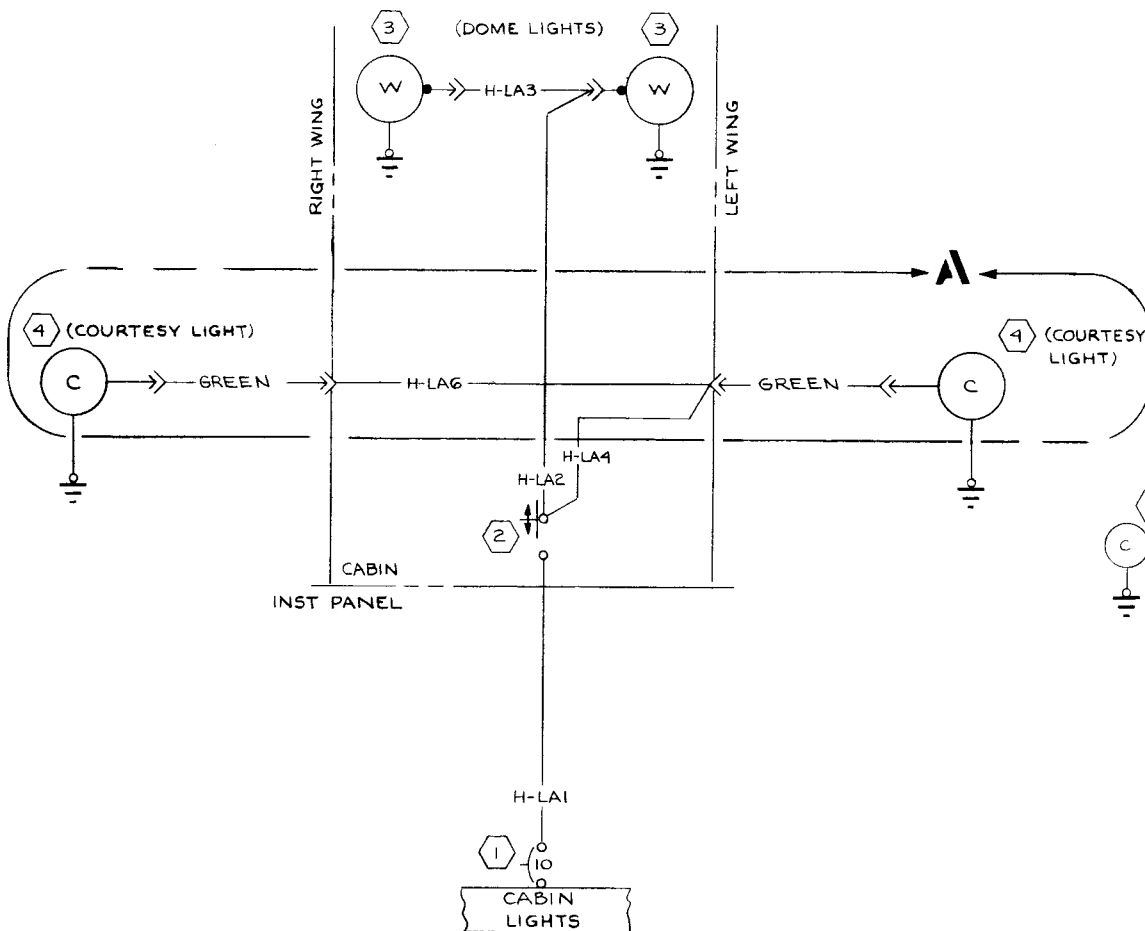 3 (DOME LIGHTS) 3
W H-LA3 W
RIGHT WING
LEFT WING
A
4 (COURTESY LIGHT)
4 (COURTESY
LIGHT)
C GREEN H-LA6 GREEN C
H-LA4
H-LA2
2
C
CABIN
INST PANEL
H-LA1
1 10
CABIN
LIGHTS